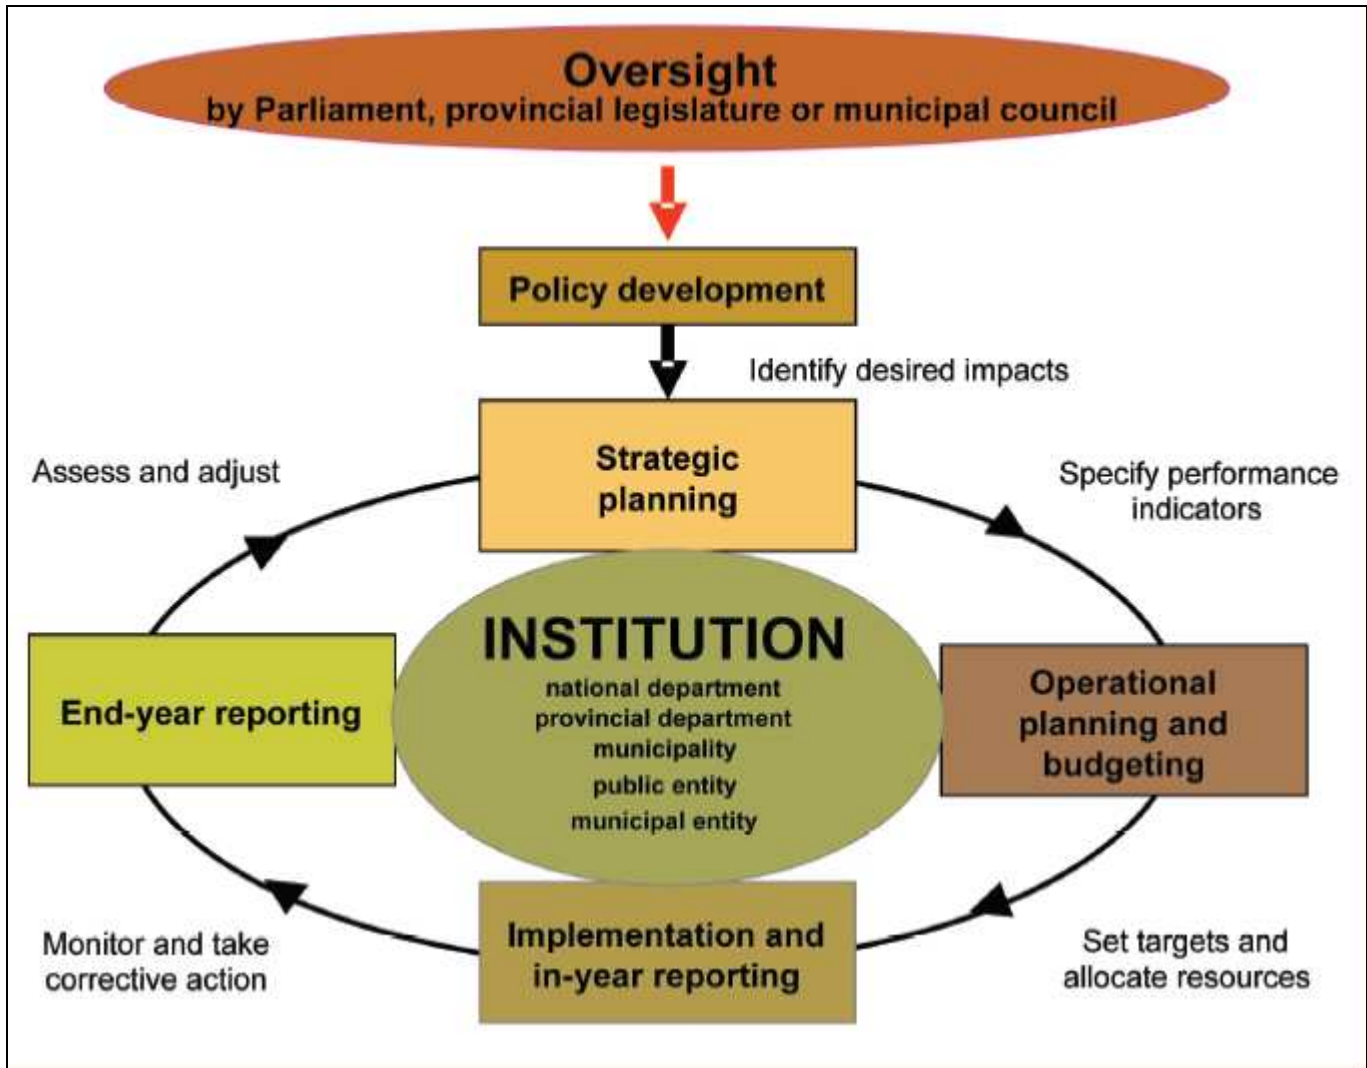 Oversight
by Parliament, provincial legislature or municipal council
Policy development
Identify desired impacts
Strategic
planning
Assess and adjust
Specify performance
indicators
INSTITUTION
national department
provincial department
municipality
public entity
municipal entity
End-year reporting
Operational
planning and
budgeting
Implementation and
in-year reporting
Monitor and take
corrective action
Set targets and
allocate resources